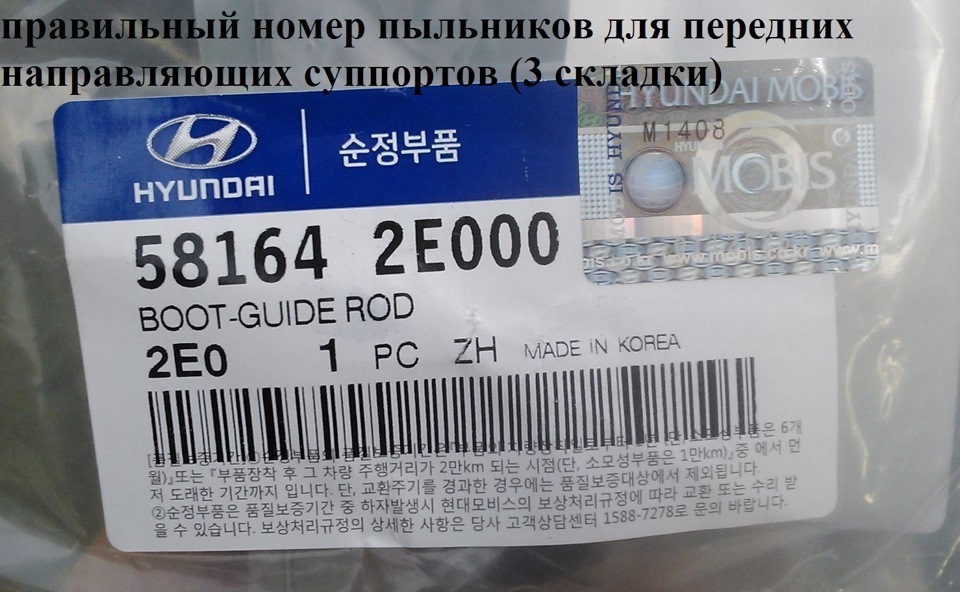 правильный номер пыльников для передних
направляющих суппортов (3 складки)
HYUNDAI MOBIS
M1408
HYUNDAI
MOBIS
www.mobis.co.kr
HYUNDAI
순정부품
58164 2E000
BOOT-GUIDE ROD
2E0 1 PC ZH MADE IN KOREA
은 6개
월)』또는 『부품장착 후 그 차량 주행거리가 2만km 되는 시점(단, 소모성부품은 1만km)』중 에서 먼
저 도래한 기간까지 입니다. 단, 교환주기를 경과한 경우에는 품질보증대상에서 제외됩니다.
②순정부품은 품질보증기간 중 하자발생시 현대모비스의 보상처리규정에 따라 교환 또는 수리 받
을 수 있습니다. 보상처리규정의 상세한 사항은 당사 고객상담센터 1588-7278로 문의 바랍니다.